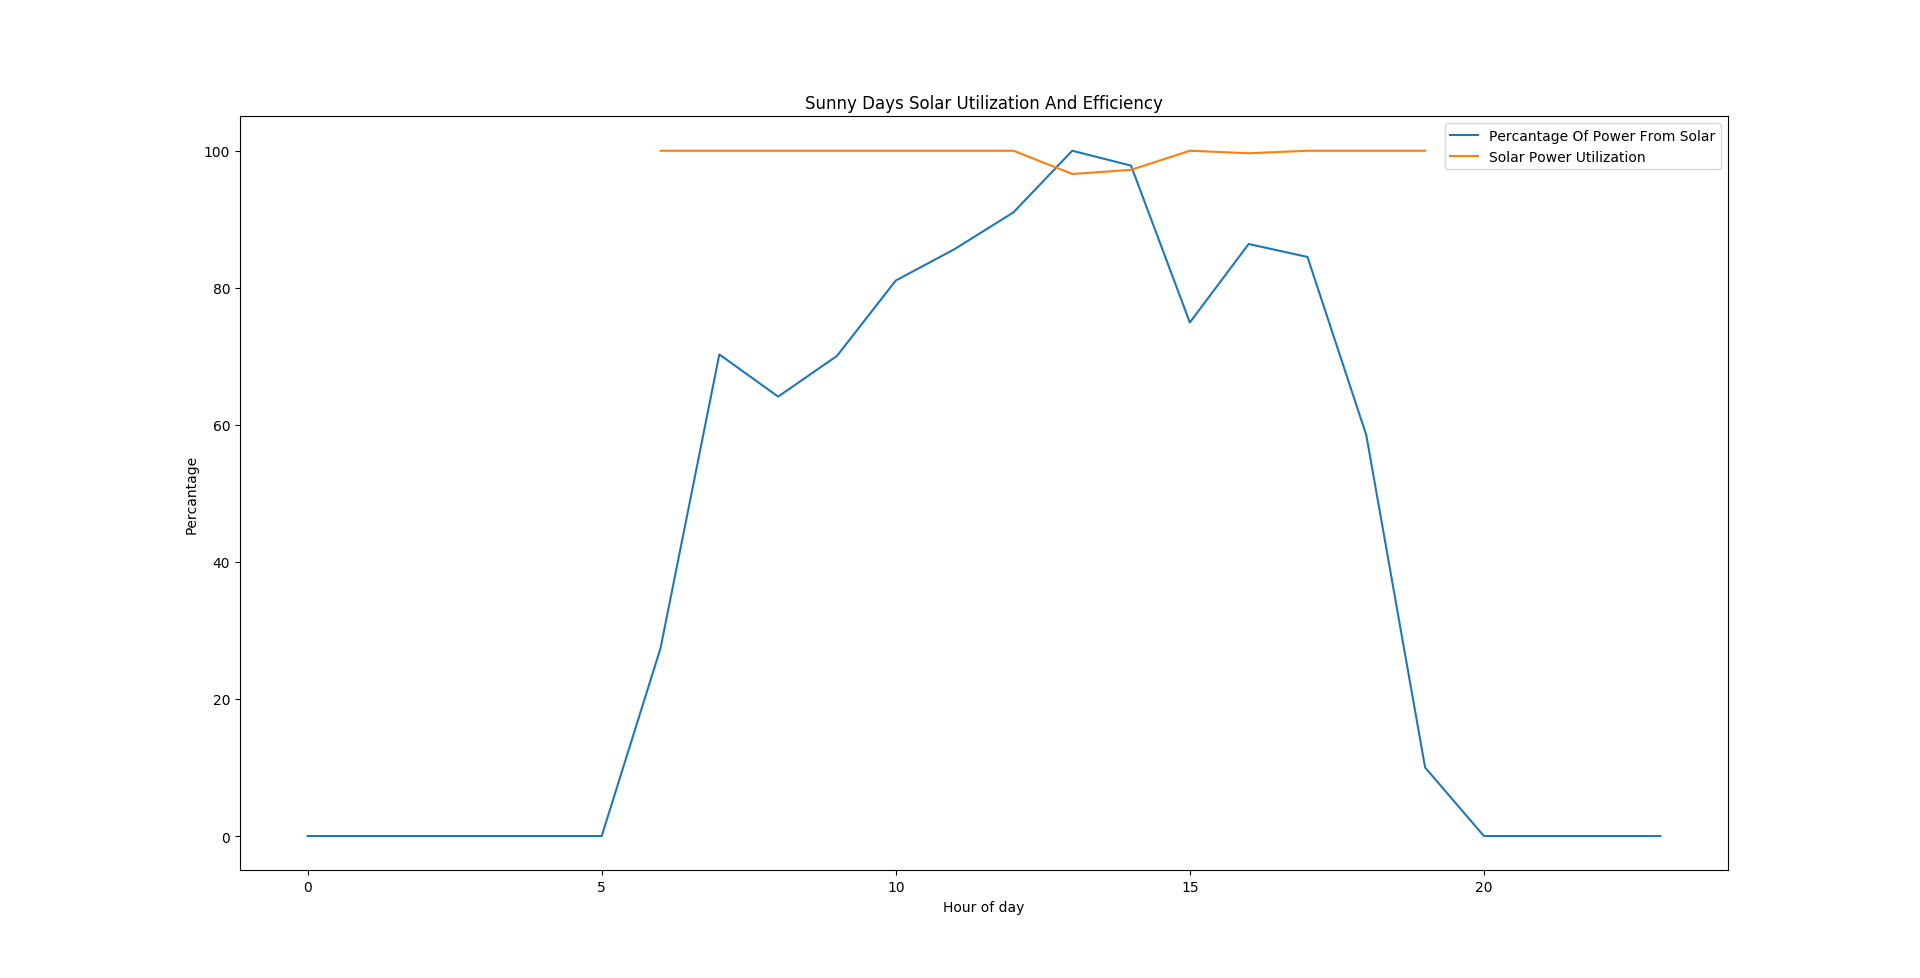 Sunny Days Solar Utilization And Efficiency
Percantage Of Power From Solar
Solar Power Utilization
100
80
60
40
20
0
Percantage
0 5 10 15 20
Hour of day